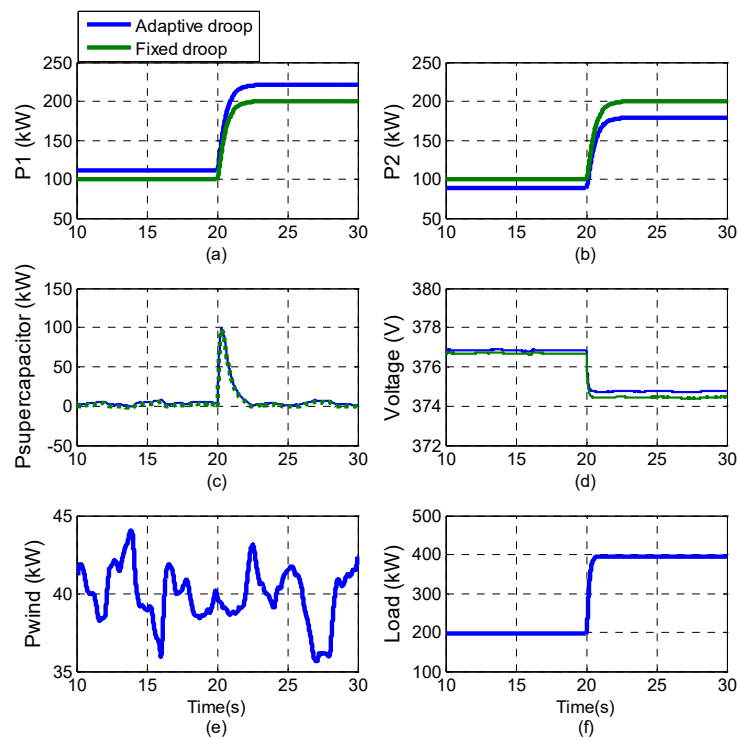 Adaptive droop
Fixed droop
P1 (kW)
250
200
150
100
50
10 15 20 25 30
(a)
P2 (kW)
250
200
150
100
50
10 15 20 25 30
(b)
Psupercapacitor (kW)
150
100
50
0
-50
10 15 20 25 30
(c)
Voltage (V)
380
378
376
374
372
10 15 20 25 30
(d)
Pwind (kW)
45
40
35
10 15 20 25 30
Time(s)
(e)
Load (kW)
500
400
300
200
100
10 15 20 25 30
Time(s)
(f)